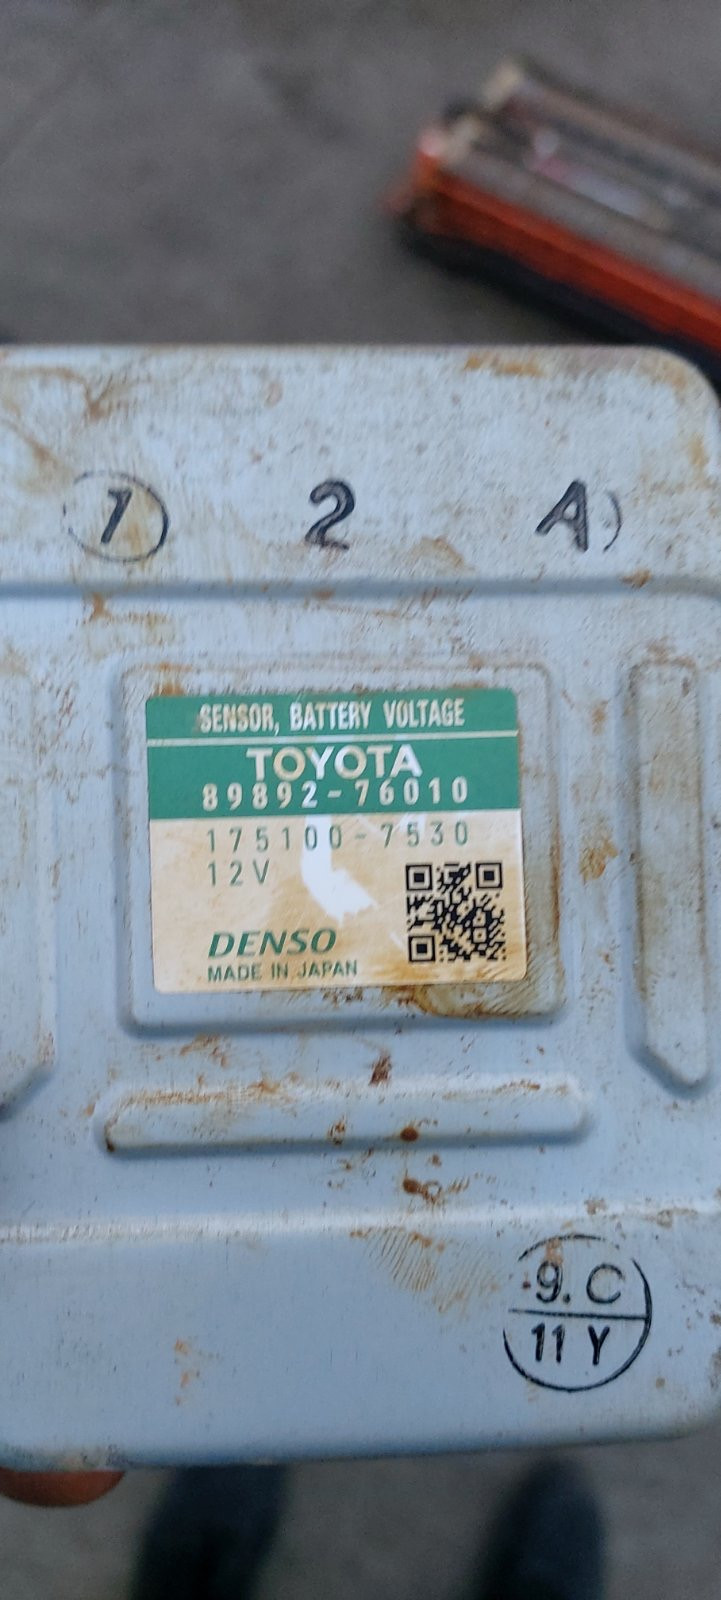 1 2 A)
SENSOR, BATTERY VOLTAGE
TOYOTA
89892-76010
175100-7530
12V
DENSO
MADE IN JAPAN
9. C
11 Y